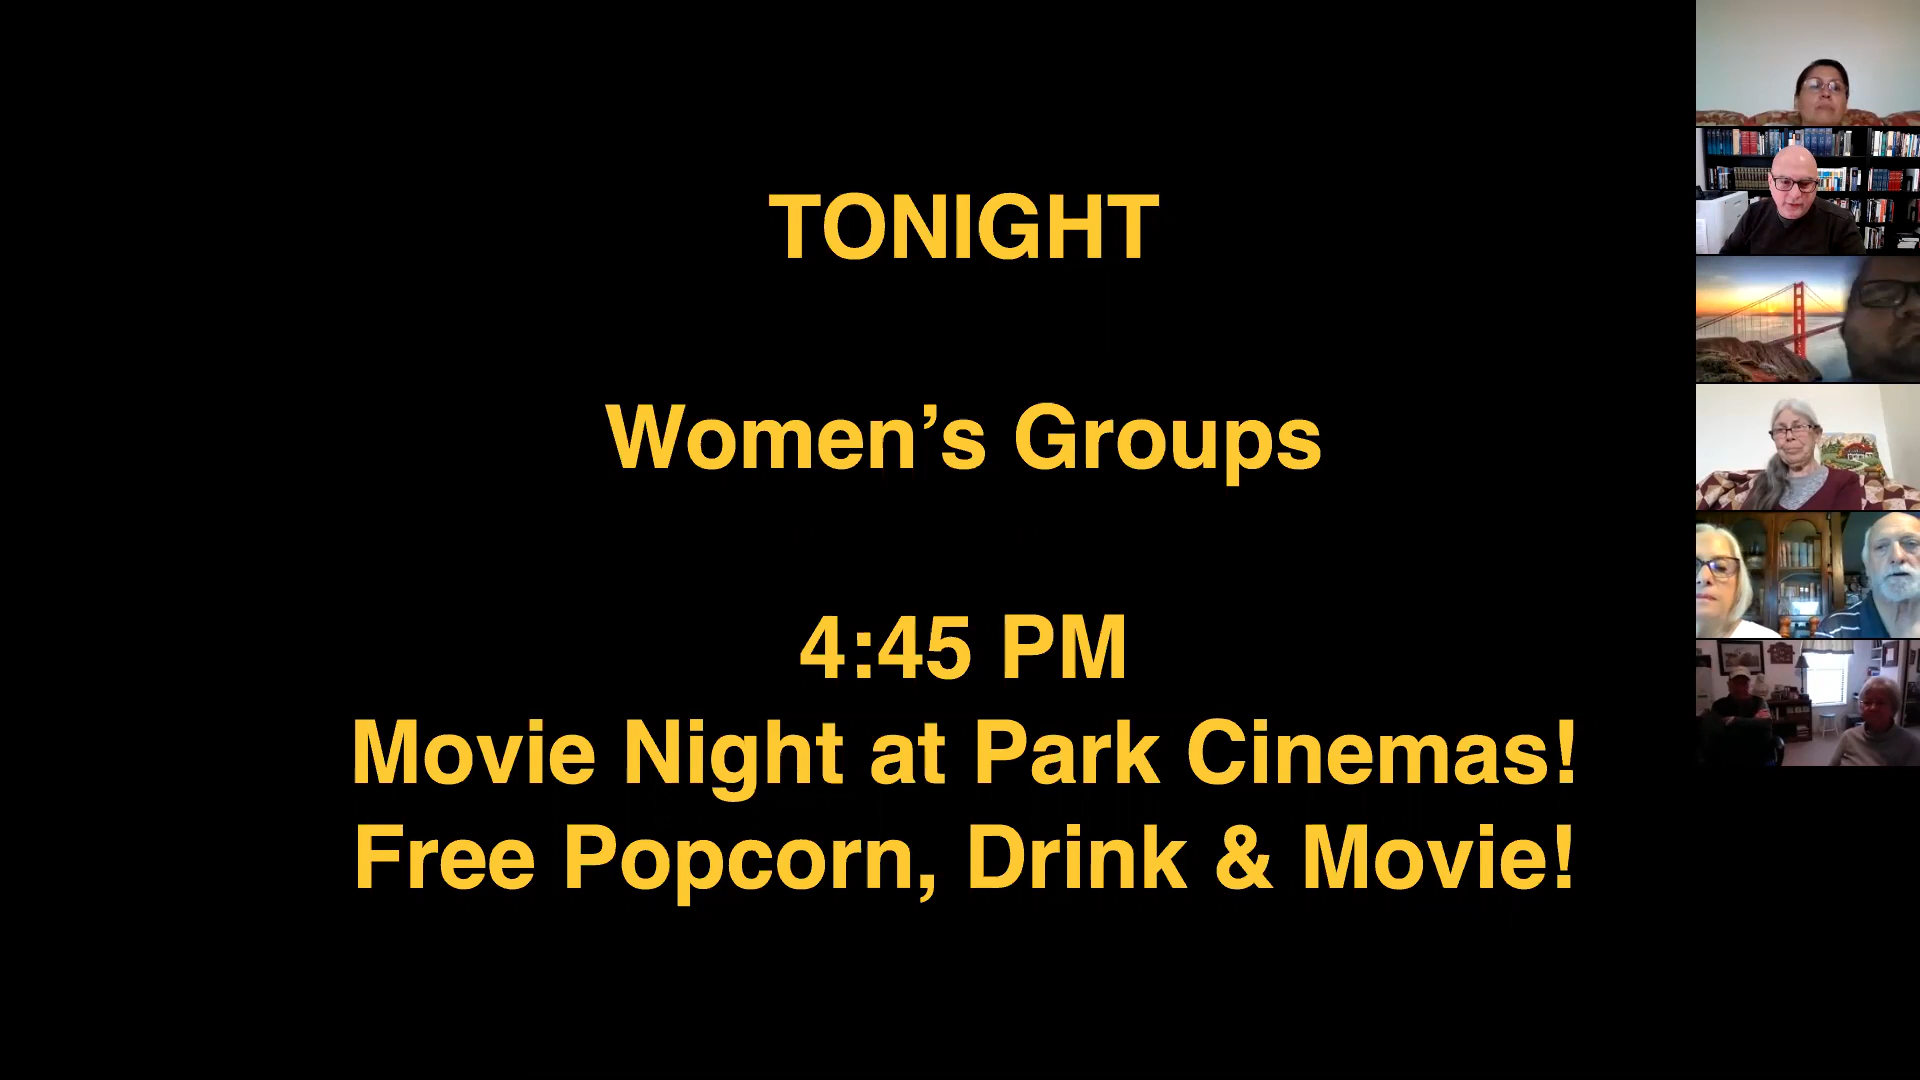 TONIGHT
Women’s Groups
4:45 PM
Movie Night at Park Cinemas!
Free Popcorn, Drink & Movie!